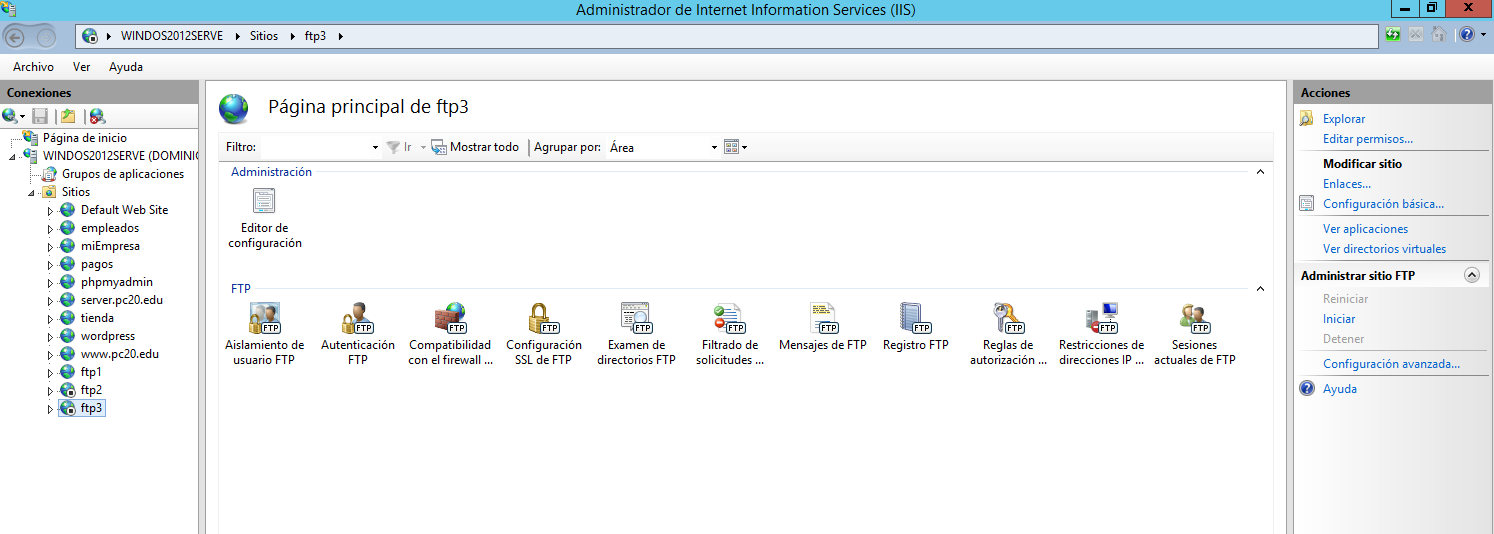 Administrador de Internet Information Services (IIS)
WINDOS2012SERVE
Sitios
ftp3
Archivo
Ver
Ayuda
Conexiones
Página de inicio
WINDOS2012SERVE (DOMINIO
Grupos de aplicaciones
Sitios
Default Web Site
empleados
miEmpresa
pagos
phpmyadmin
server.pc20.edu
tienda
wordpress
www.pc20.edu
ftp1
ftp2
ftp3
Página principal de ftp3
Filtro:
Ir
Mostrar todo
Agrupar por:
Área
Administración
Editor de
configuración
FTP
Aislamiento de
usuario FTP
Autenticación
FTP
Compatibilidad
con el firewall ...
Configuración
SSL de FTP
Examen de
directorios FTP
Filtrado de
solicitudes ...
Mensajes de FTP
Registro FTP
Reglas de
autorización ...
Restricciones de
direcciones IP ...
Sesiones
actuales de FTP
Acciones
Explorar
Editar permisos...
Modificar sitio
Enlaces...
Configuración básica...
Ver aplicaciones
Ver directorios virtuales
Administrar sitio FTP
Reiniciar
Iniciar
Detener
Configuración avanzada...
Ayuda